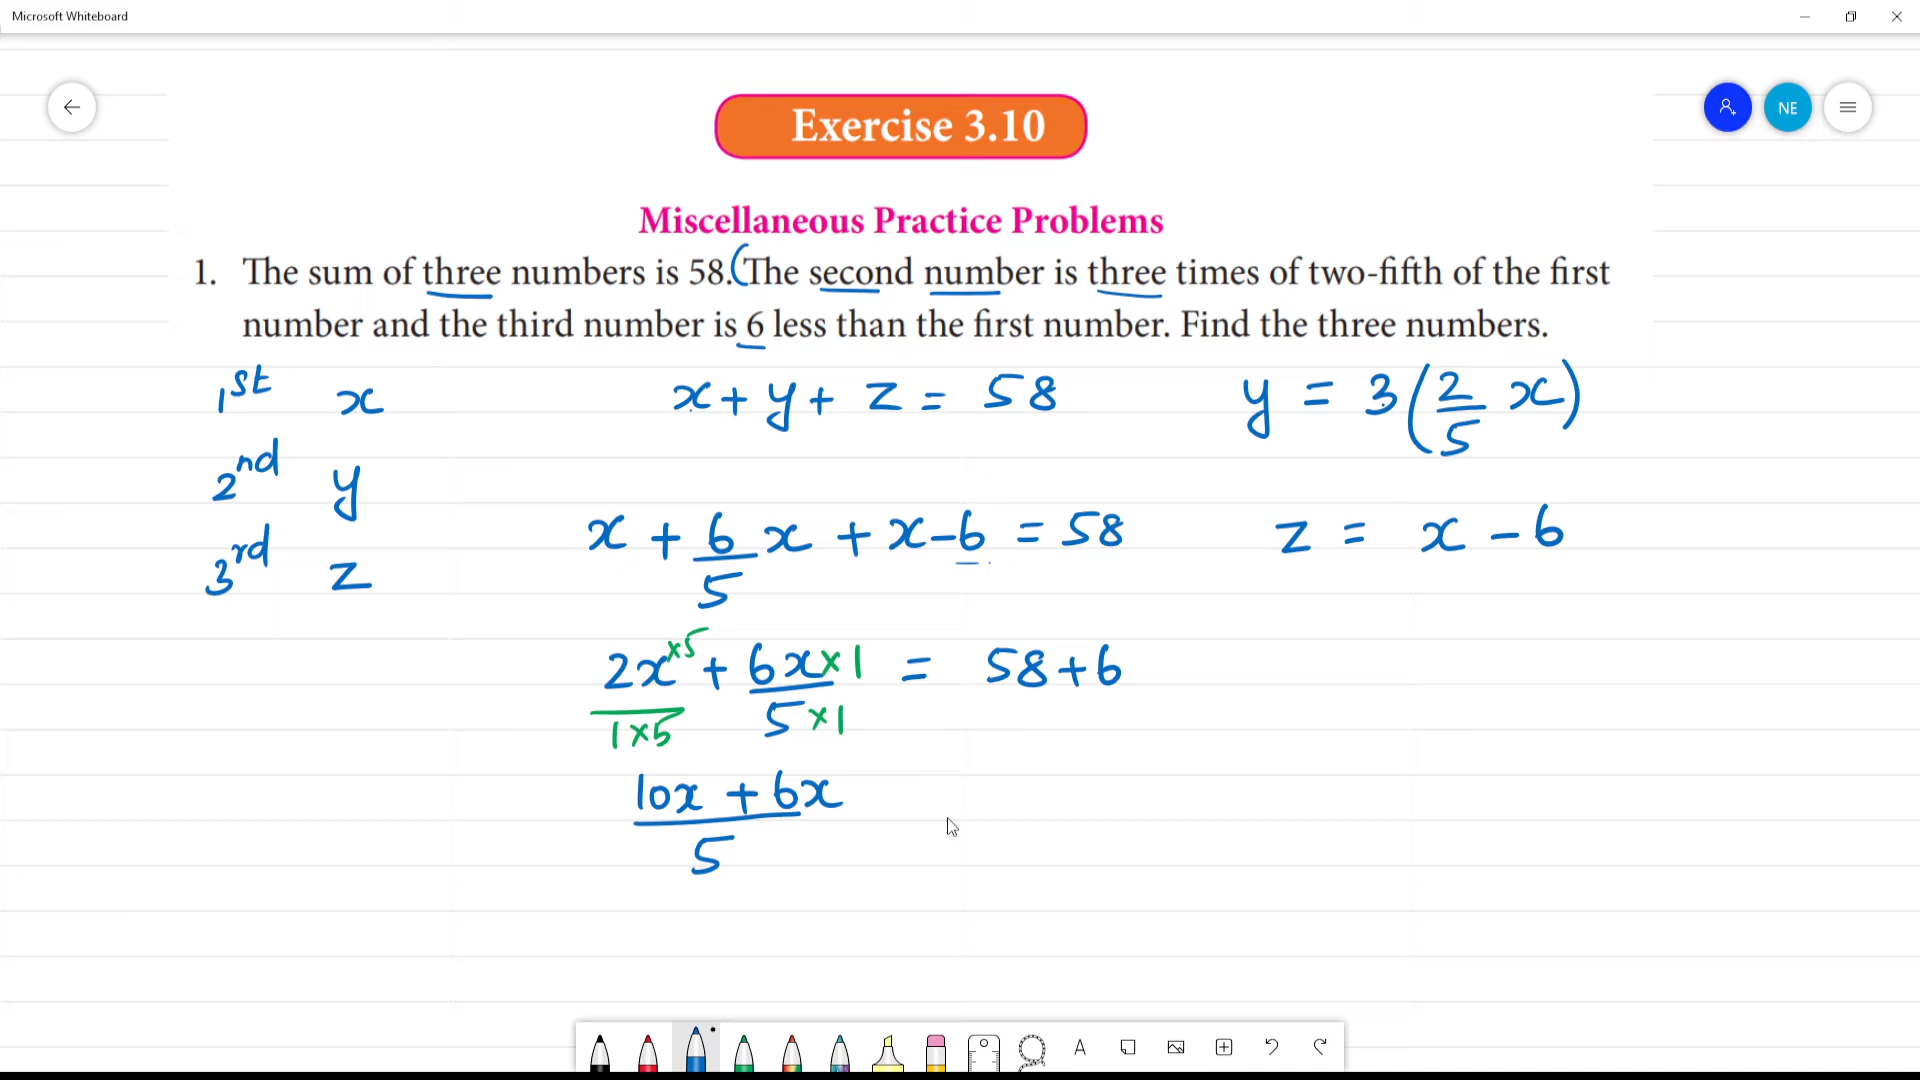 Microsoft Whiteboard
NE
Exercise 3.10
Miscellaneous Practice Problems
1. The sum of three numbers is 58.(The second number is three times of two-fifth of the first
number and the third number is 6 less than the first number. Find the three numbers.
1st x
x + y + z = 58
y = 3(2/5 x)
2nd y
3rd z
x + 6/5 x + x - 6 = 58
z = x - 6
2x ×5 / 1×5 + 6x×1 / 5×1 = 58+6
10x + 6x / 5
A